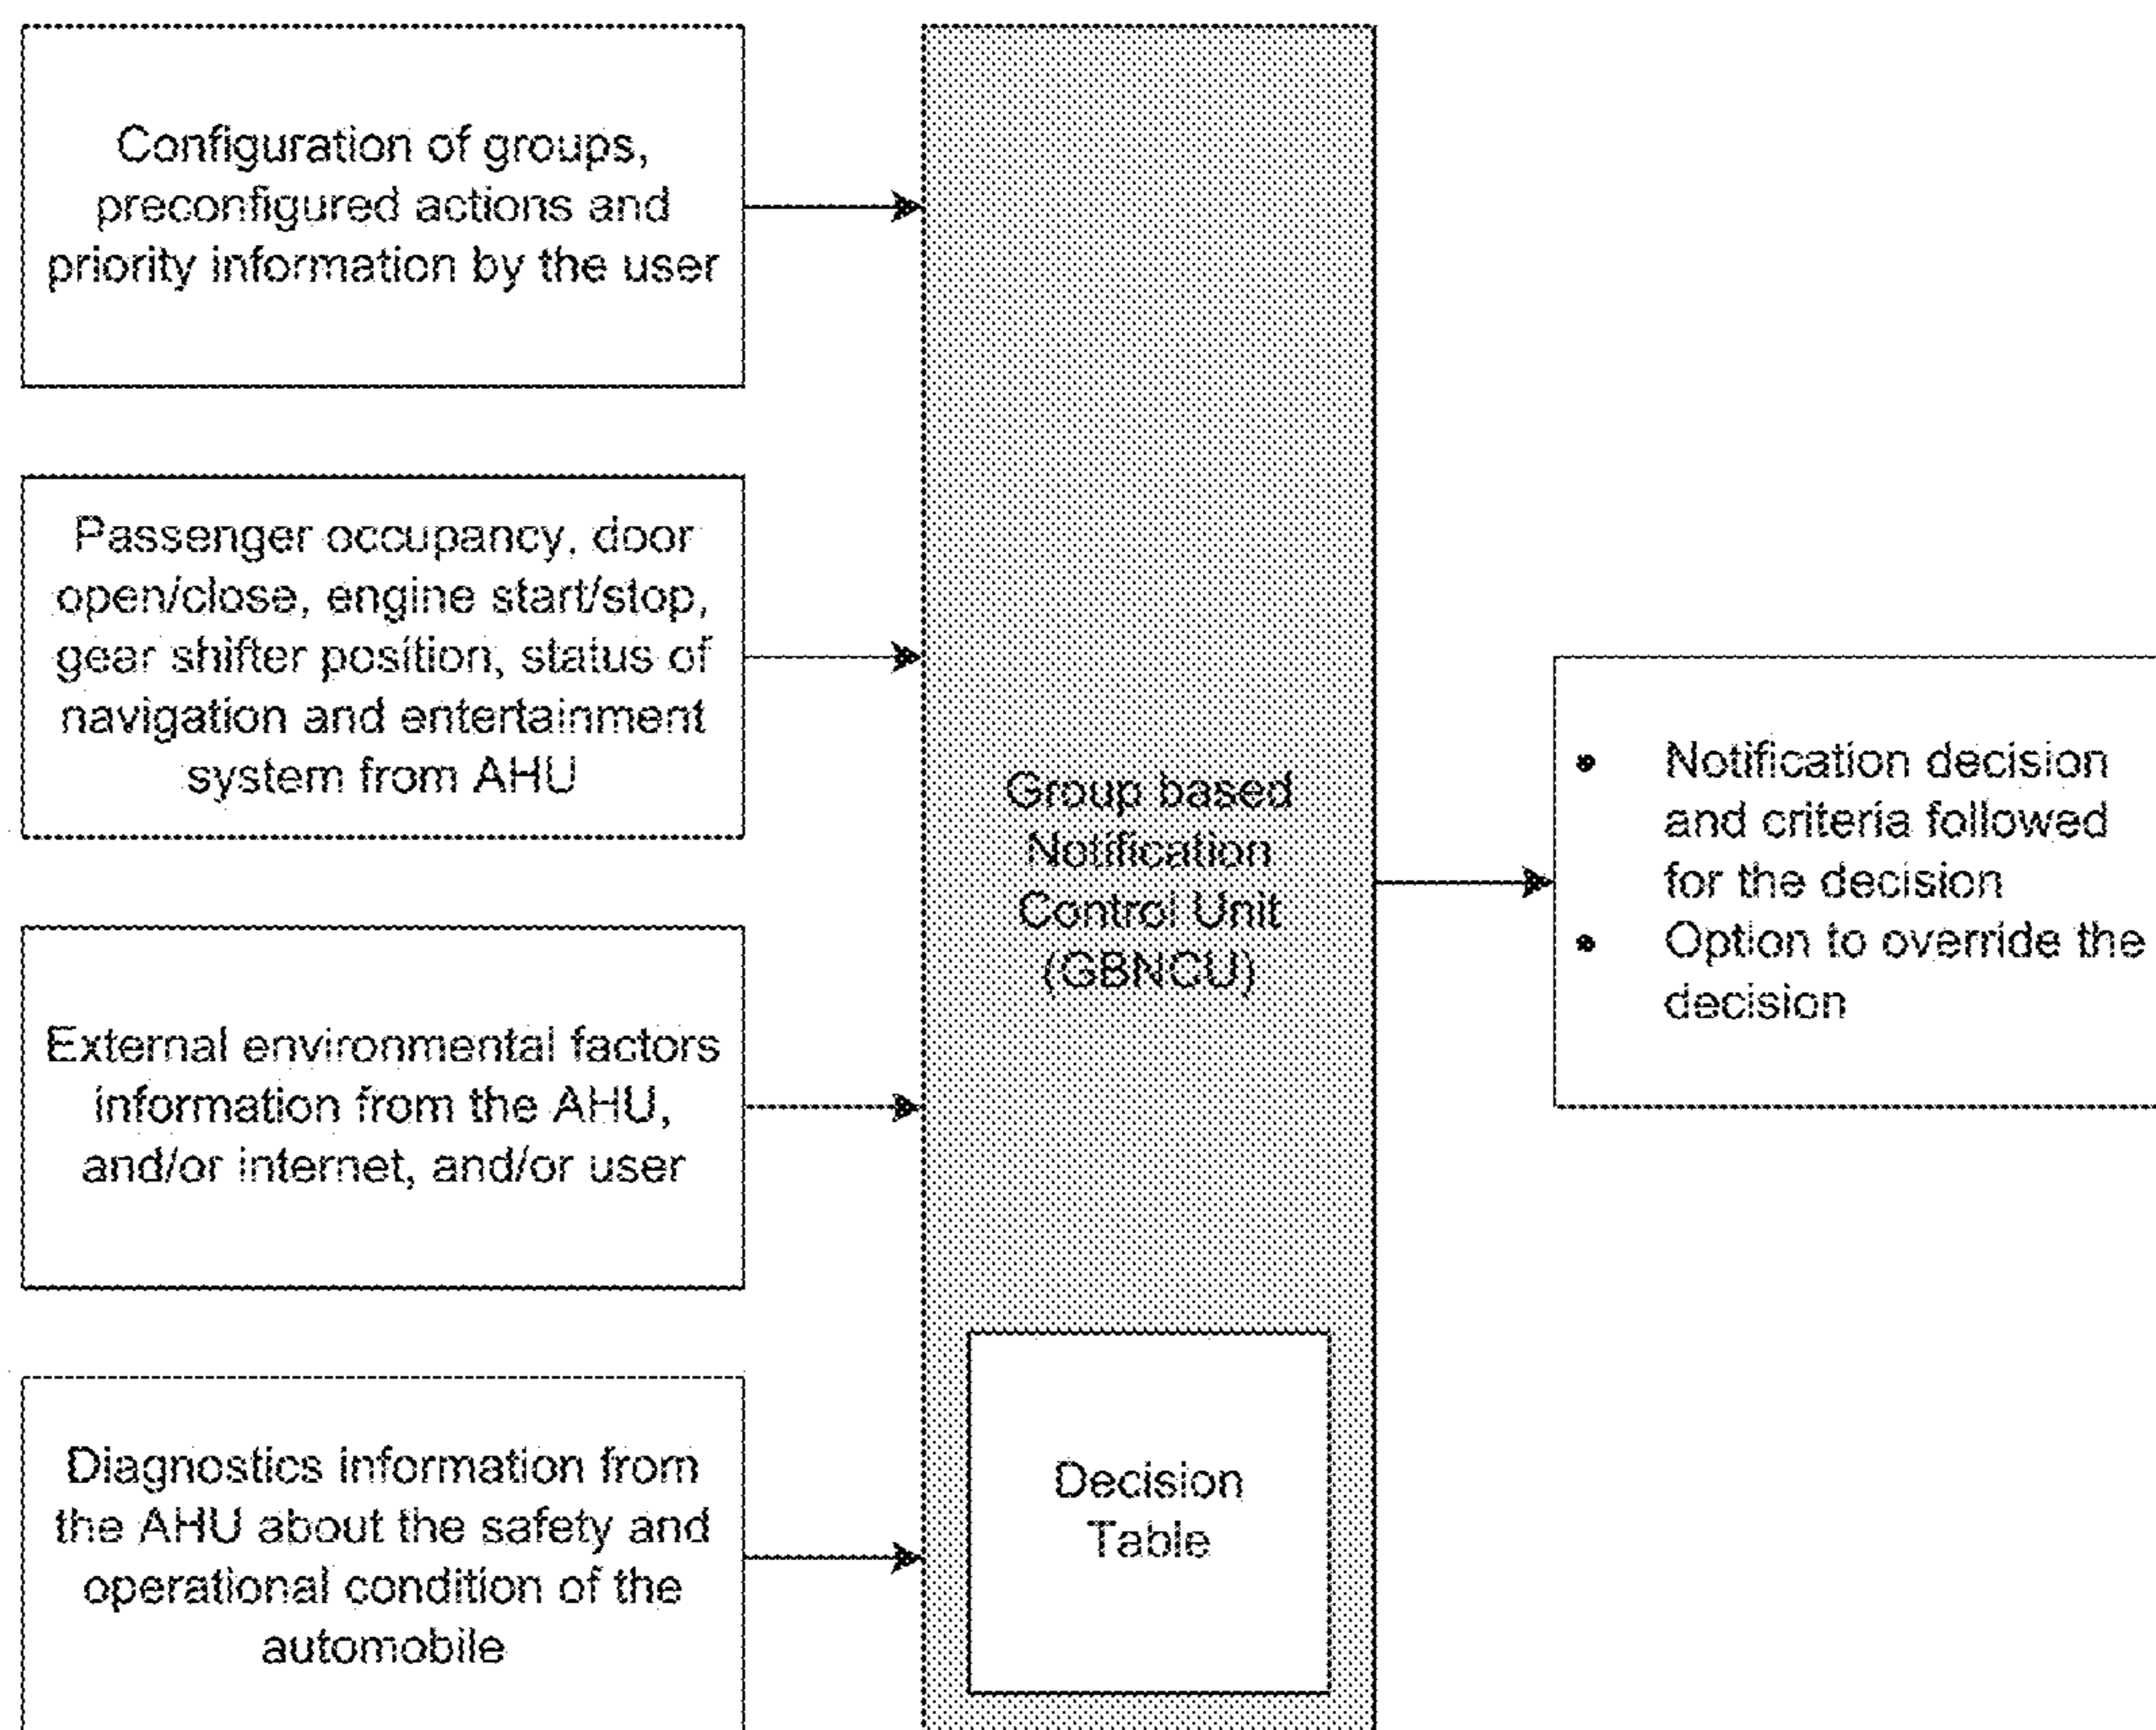 Configuration of groups,
preconfigured actions and
priority information by the user
Passenger occupancy, door
open/close, engine start/stop,
gear shifter position, status of
navigation and entertainment
system from AHU
External environmental factors
information from the AHU,
and/or internet, and/or user
Diagnostics information from
the AHU about the safety and
operational condition of the
automobile
Group based
Notification
Control Unit
(GBNCU)
Decision
Table
• Notification decision
and criteria followed
for the decision
• Option to override the
decision